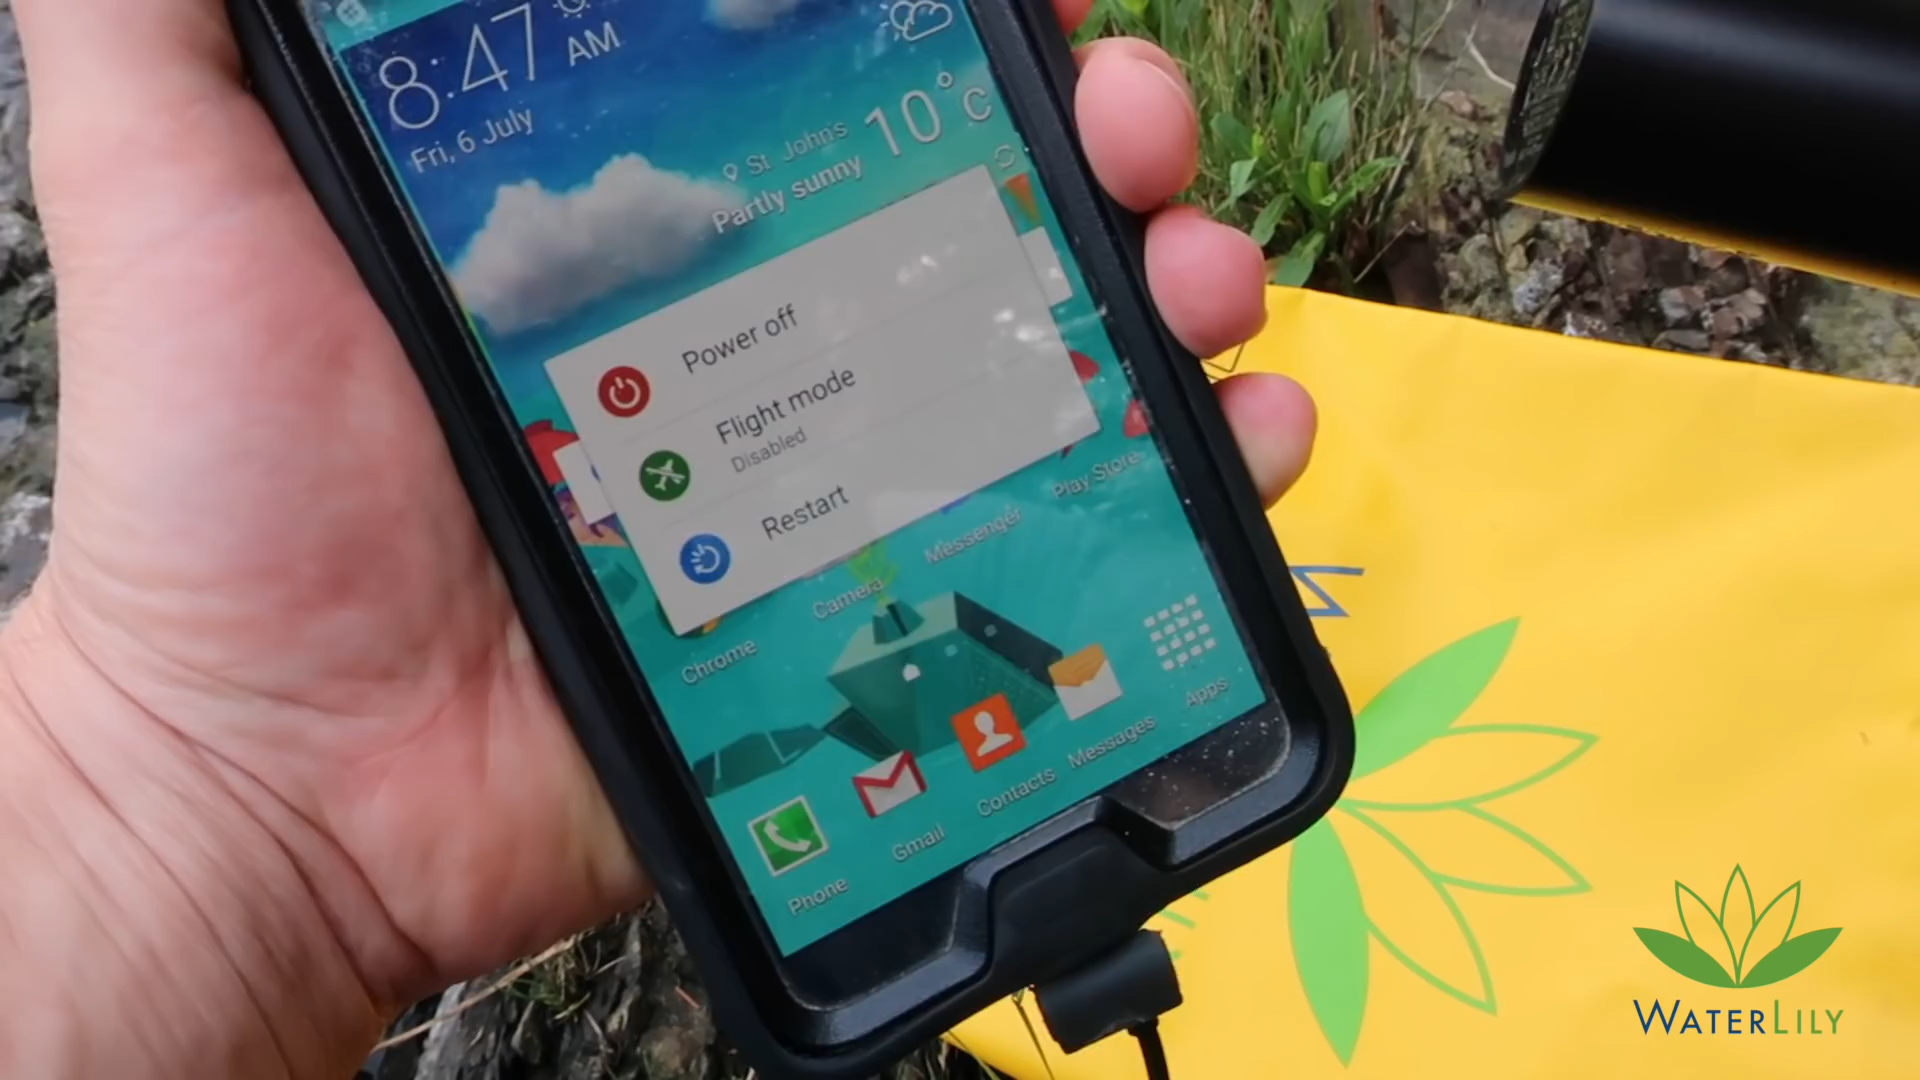 8:47 AM
Fri, 6 July
10°C
St John's
Partly sunny
Power off
Flight mode
Disabled
Restart
Play Store
Messenger
Camera
Chrome
Apps
Messages
Contacts
Gmail
Phone
WATERLILY